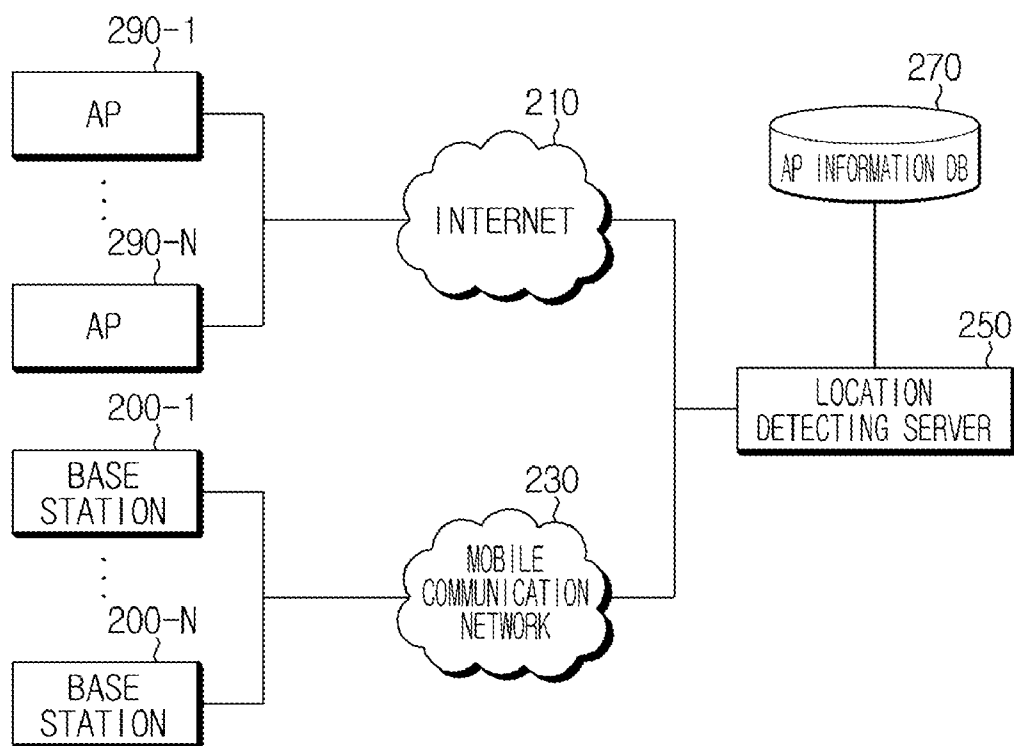 290-1
AP
290-N
AP
200-1
BASE
STATION
200-N
BASE
STATION
210
INTERNET
230
MOBILE
COMMUNICATION
NETWORK
270
AP INFORMATION DB
250
LOCATION
DETECTING SERVER